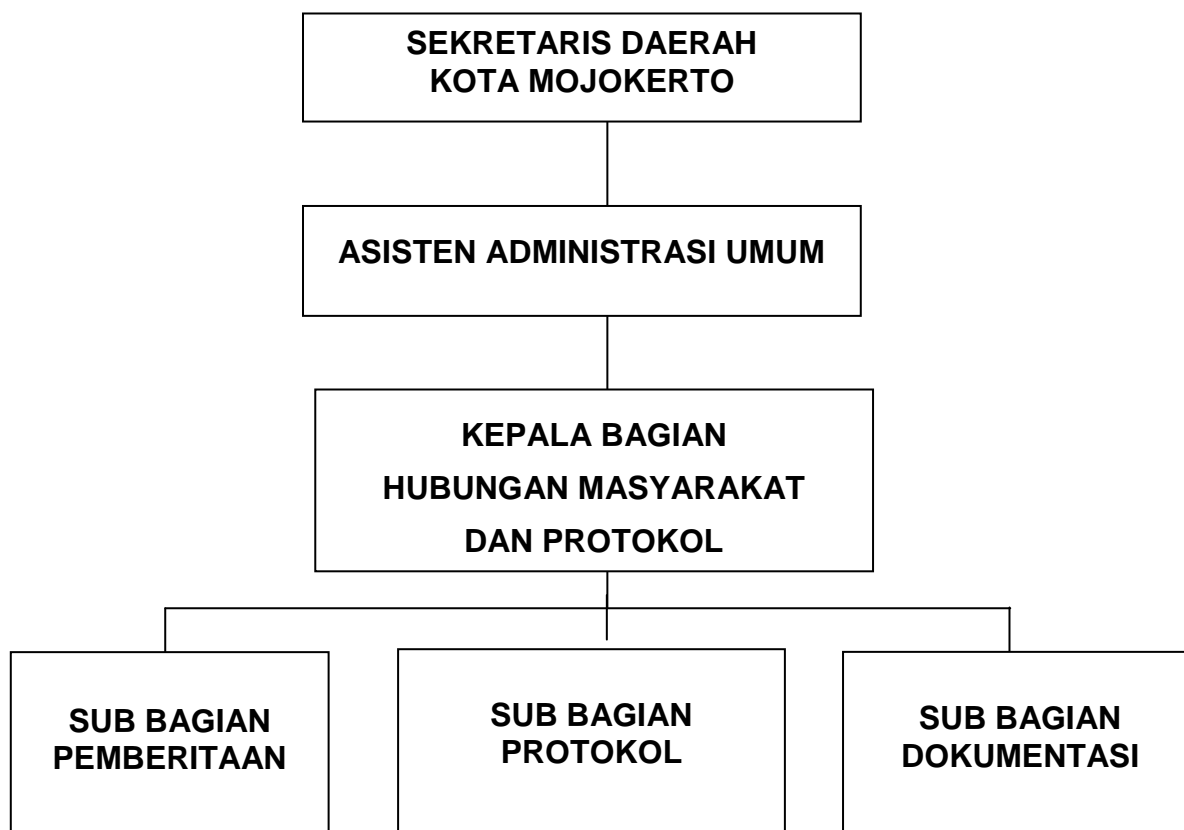 SEKRETARIS DAERAH
KOTA MOJOKERTO
ASISTEN ADMINISTRASI UMUM
KEPALA BAGIAN
HUBUNGAN MASYARAKAT
DAN PROTOKOL
SUB BAGIAN
PEMBERITAAN
SUB BAGIAN
PROTOKOL
SUB BAGIAN
DOKUMENTASI